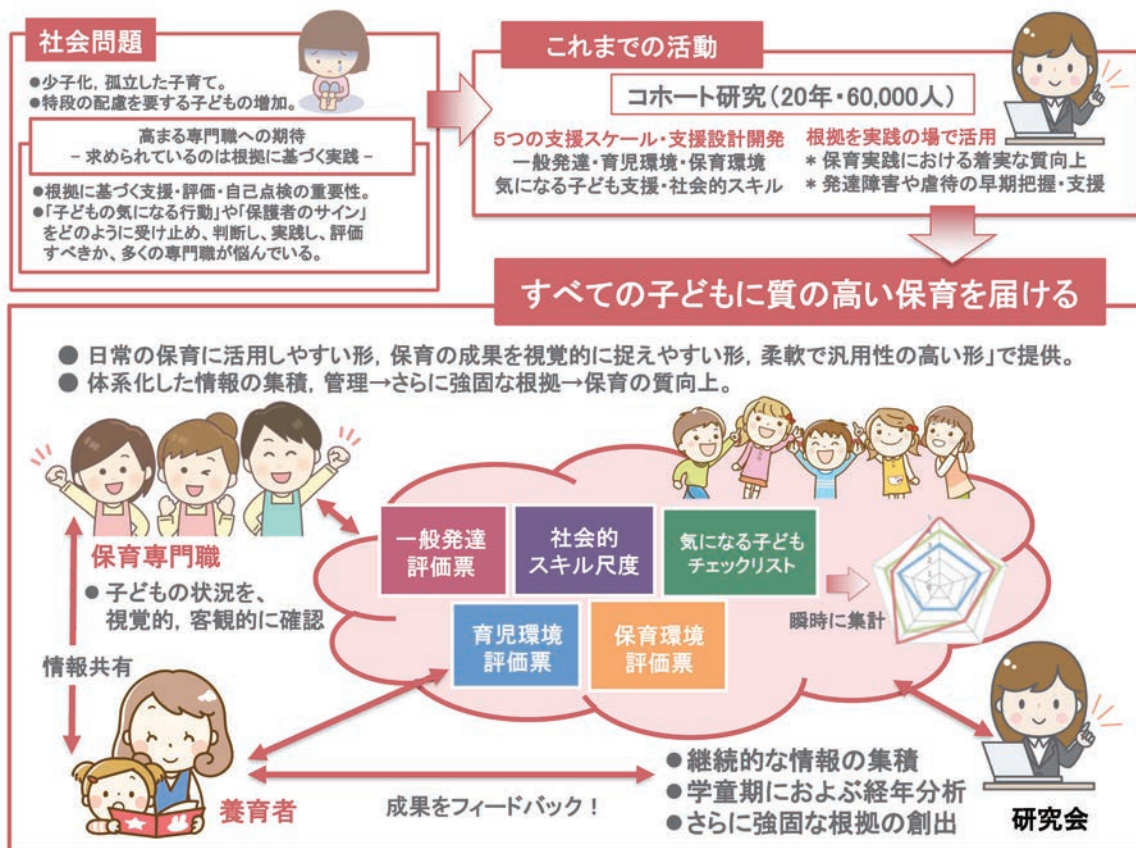 社会問題
●少子化，孤立した子育て。
●特段の配慮を要する子どもの増加。
高まる専門職への期待
- 求められているのは根拠に基づく実践 -
●根拠に基づく支援・評価・自己点検の重要性。
●「子どもの気になる行動」や「保護者のサイン」
をどのように受け止め、判断し、実践し、評価
すべきか、多くの専門職が悩んでいる。
これまでの活動
コホート研究（20年・60,000人）
5つの支援スケール・支援設計開発
一般発達・育児環境・保育環境
気になる子ども支援・社会的スキル
根拠を実践の場で活用
* 保育実践における着実な質向上
* 発達障害や虐待の早期把握・支援
すべての子どもに質の高い保育を届ける
● 日常の保育に活用しやすい形，保育の成果を視覚的に捉えやすい形，柔軟で汎用性の高い形」で提供。
● 体系化した情報の集積，管理→さらに強固な根拠→保育の質向上。
保育専門職
● 子どもの状況を、
視覚的，客観的に確認
情報共有
養育者
一般発達
評価票
社会的
スキル尺度
気になる子ども
チェックリスト
育児環境
評価票
保育環境
評価票
瞬時に集計
成果をフィードバック！
●継続的な情報の集積
●学童期におよぶ経年分析
●さらに強固な根拠の創出
研究会